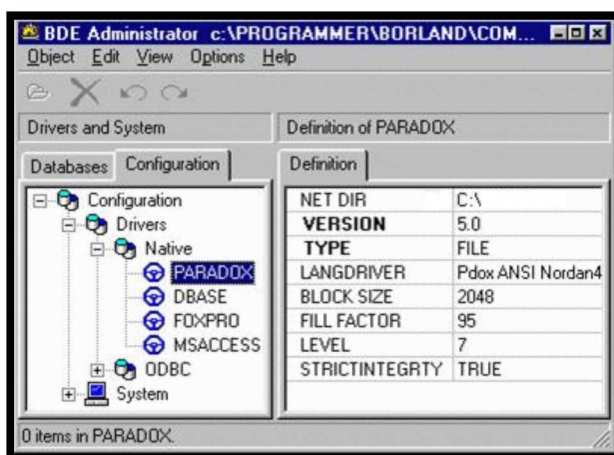 BDE Administrator c:\PROGRAMMER\BORLAND\COM...
Object Edit View Options Help
Drivers and System
Definition of PARADOX
Databases Configuration
Definition
Configuration
Drivers
Native
PARADOX
DBASE
FOXPRO
MSACCESS
ODBC
System
NET DIR C:\
VERSION 5.0
TYPE FILE
LANGDRIVER Pdox ANSI Nordan4
BLOCK SIZE 2048
FILL FACTOR 95
LEVEL 7
STRICTINTEGRTY TRUE
0 items in PARADOX.